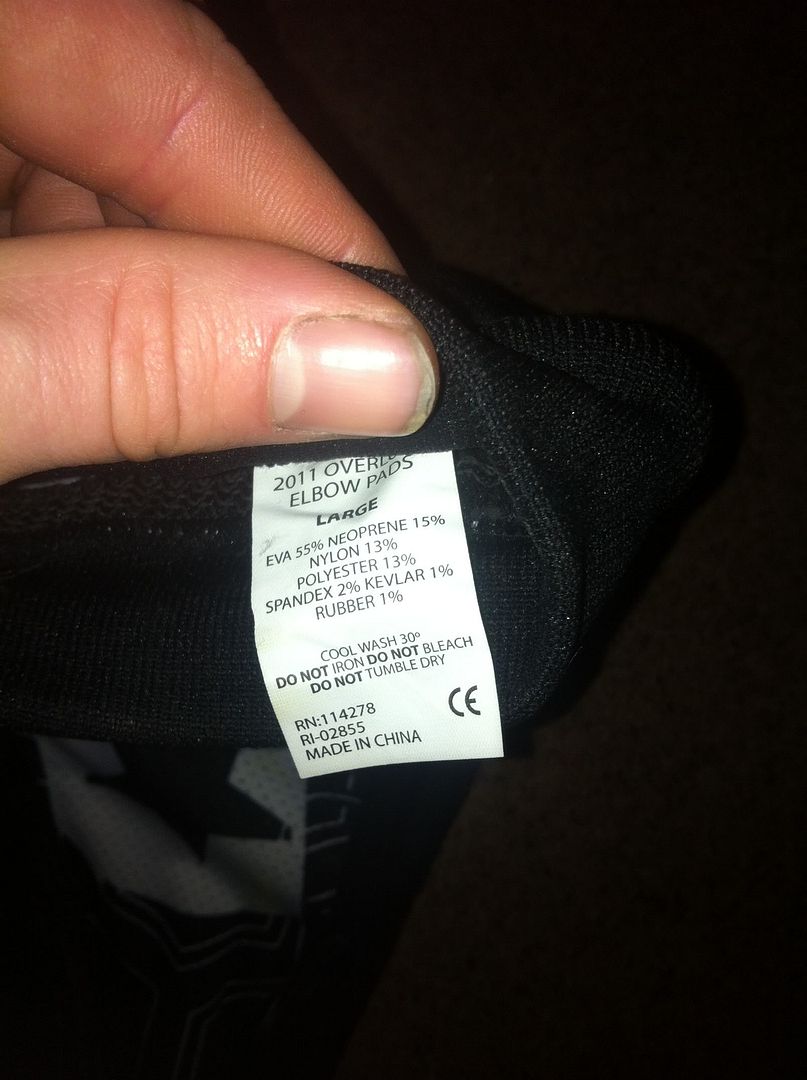 2011
ELBOW PADS
LARGE
EVA 55% NEOPRENE 15%
NYLON 13%
POLYESTER 13%
SPANDEX 2% KEVLAR 1%
RUBBER 1%
COOL WASH 30º
DO NOT IRON DO NOT BLEACH
DO NOT TUMBLE DRY
CE
RN:114278
RI-02855
MADE IN CHINA